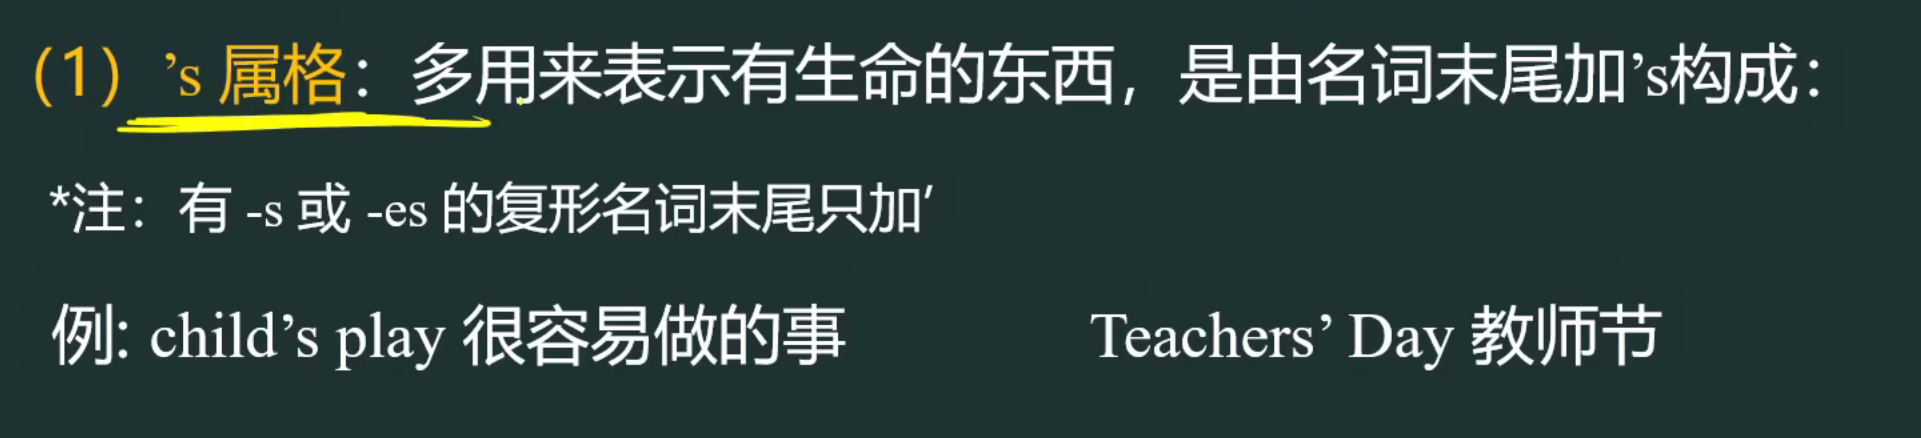 （1）’s 属格：多用来表示有生命的东西，是由名词末尾加’s构成：
*注：有 -s 或 -es 的复形名词末尾只加′
例: child’s play 很容易做的事 Teachers’ Day 教师节